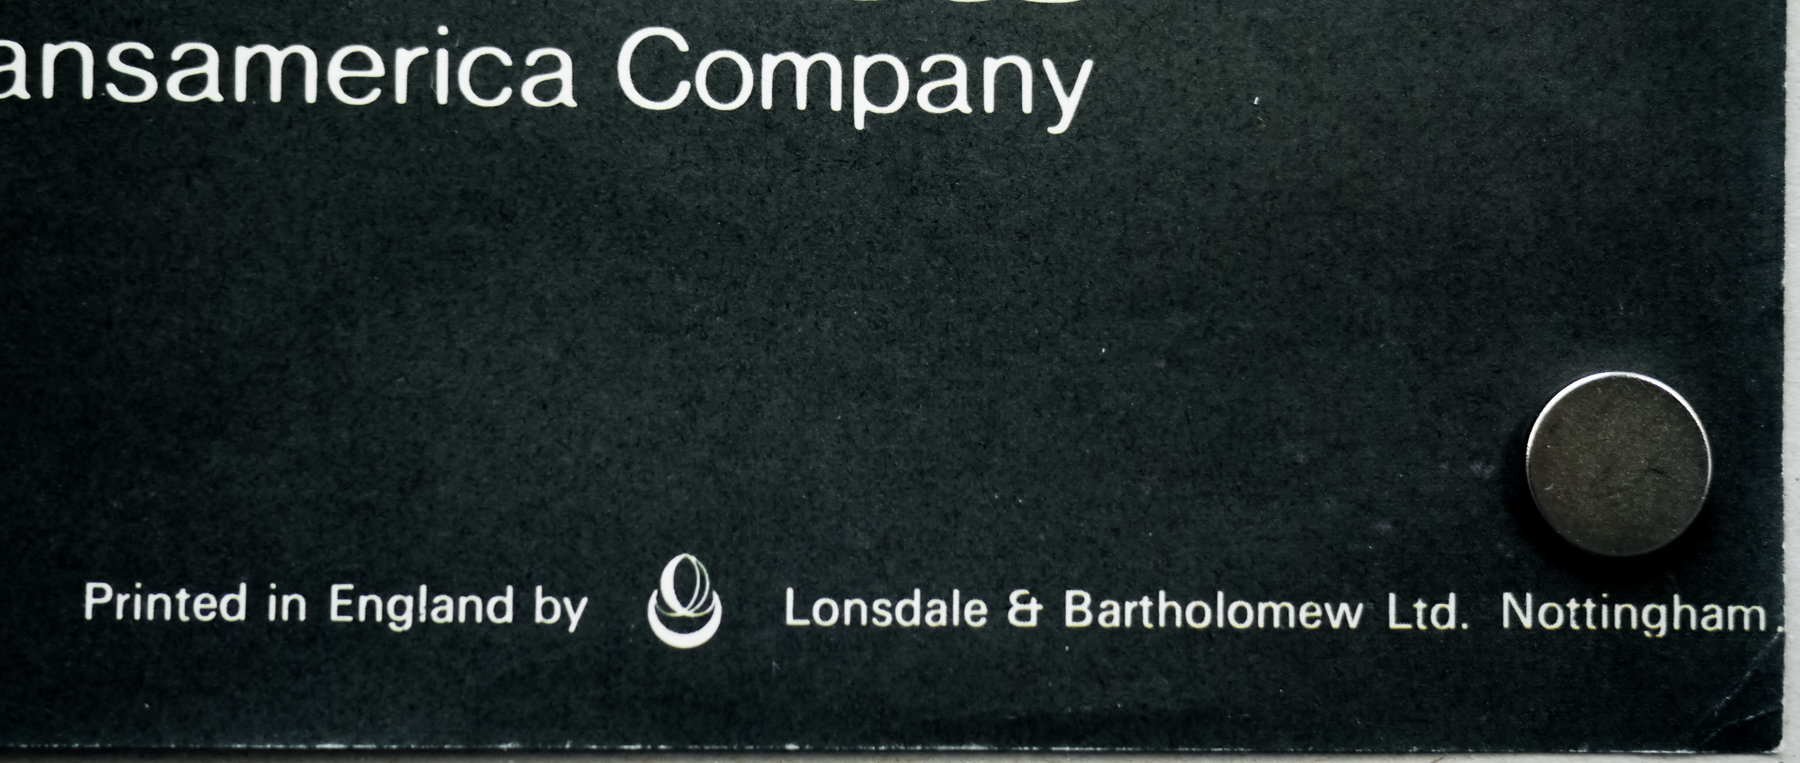 ansamerica Company
Printed in England by Lonsdale & Bartholomew Ltd. Nottingham.